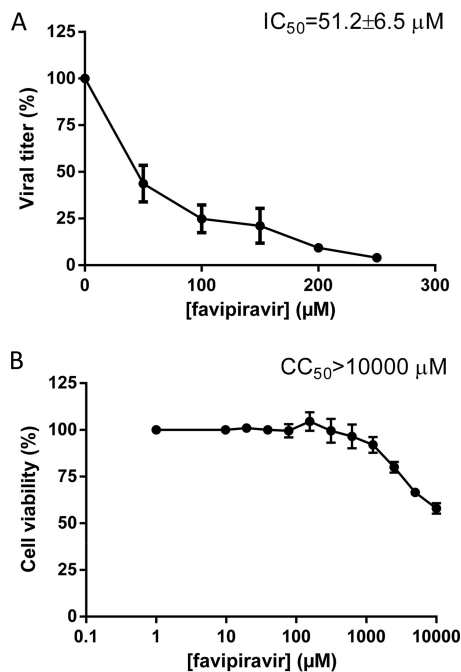 A
IC50=51.2±6.5 μM
125
100
75
50
25
0
Viral titer (%)
0 100 200 300
[favipiravir] (μM)
B
CC50>10000 μM
125
100
75
50
25
0
Cell viability (%)
0.1 1 10 100 1000 10000
[favipiravir] (μM)